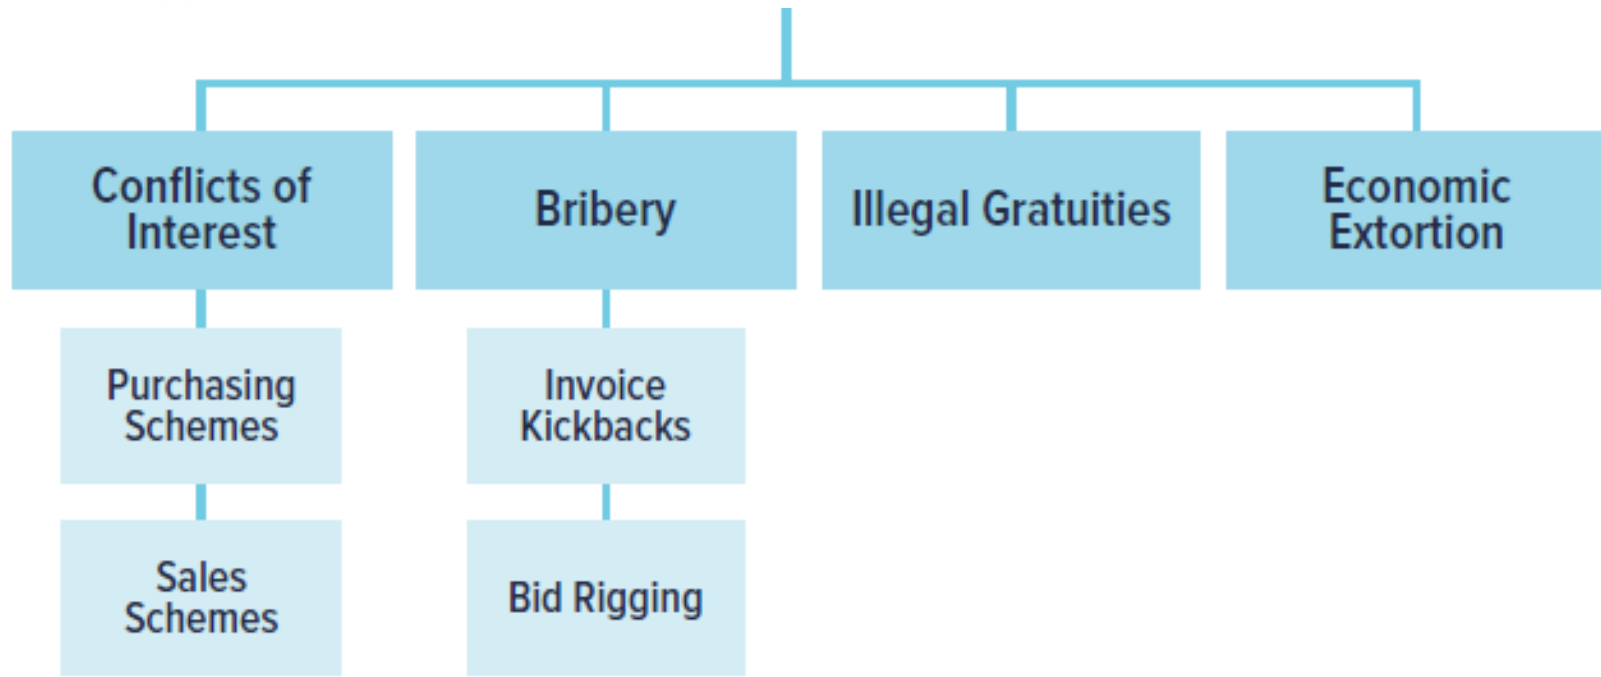 Conflicts of
Interest
Bribery
Illegal Gratuities
Economic
Extortion
Purchasing
Schemes
Invoice
Kickbacks
Sales
Schemes
Bid Rigging